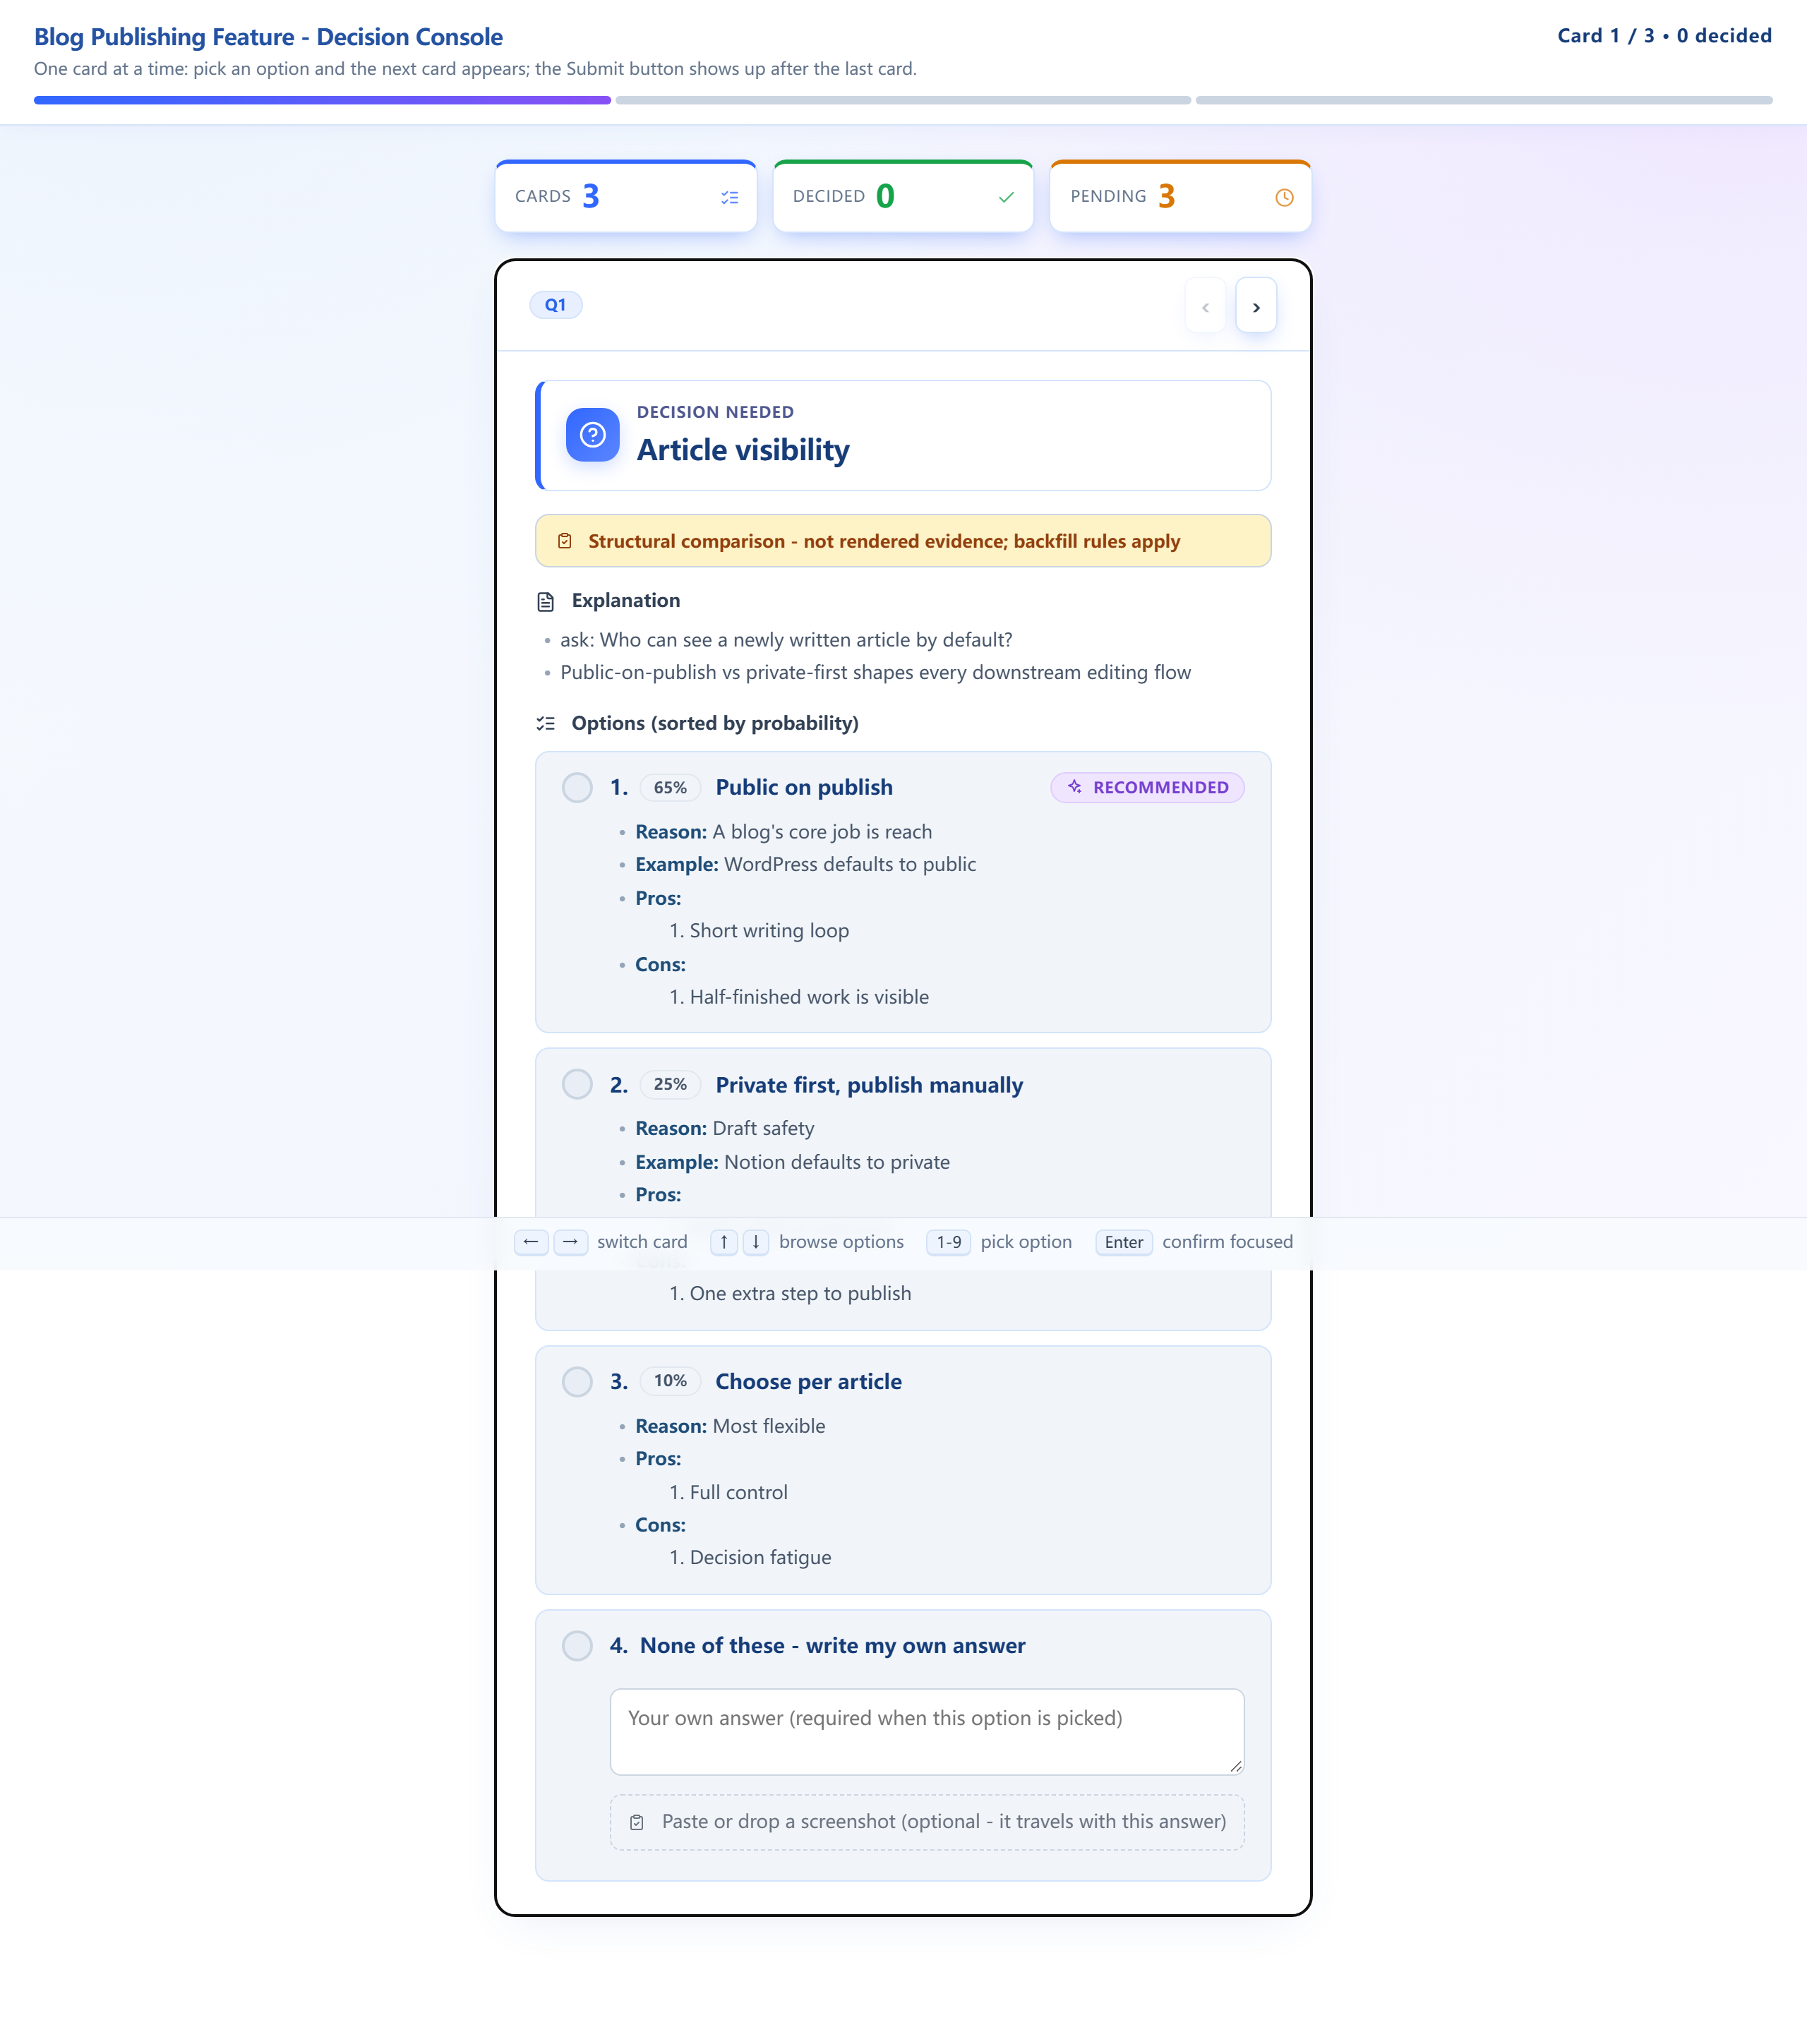 Blog Publishing Feature - Decision Console
Card 1 / 3 • 0 decided
One card at a time: pick an option and the next card appears; the Submit button shows up after the last card.
CARDS 3
DECIDED 0
PENDING 3
Q1
‹ ›
DECISION NEEDED
Article visibility
Structural comparison - not rendered evidence; backfill rules apply
Explanation
• ask: Who can see a newly written article by default?
• Public-on-publish vs private-first shapes every downstream editing flow
Options (sorted by probability)
1. 65% Public on publish RECOMMENDED
• Reason: A blog's core job is reach
• Example: WordPress defaults to public
• Pros:
1. Short writing loop
• Cons:
1. Half-finished work is visible
2. 25% Private first, publish manually
• Reason: Draft safety
• Example: Notion defaults to private
• Pros:
← → switch card ↑ ↓ browse options 1-9 pick option Enter confirm focused
1. One extra step to publish
3. 10% Choose per article
• Reason: Most flexible
• Pros:
1. Full control
• Cons:
1. Decision fatigue
4. None of these - write my own answer
Your own answer (required when this option is picked)
Paste or drop a screenshot (optional - it travels with this answer)